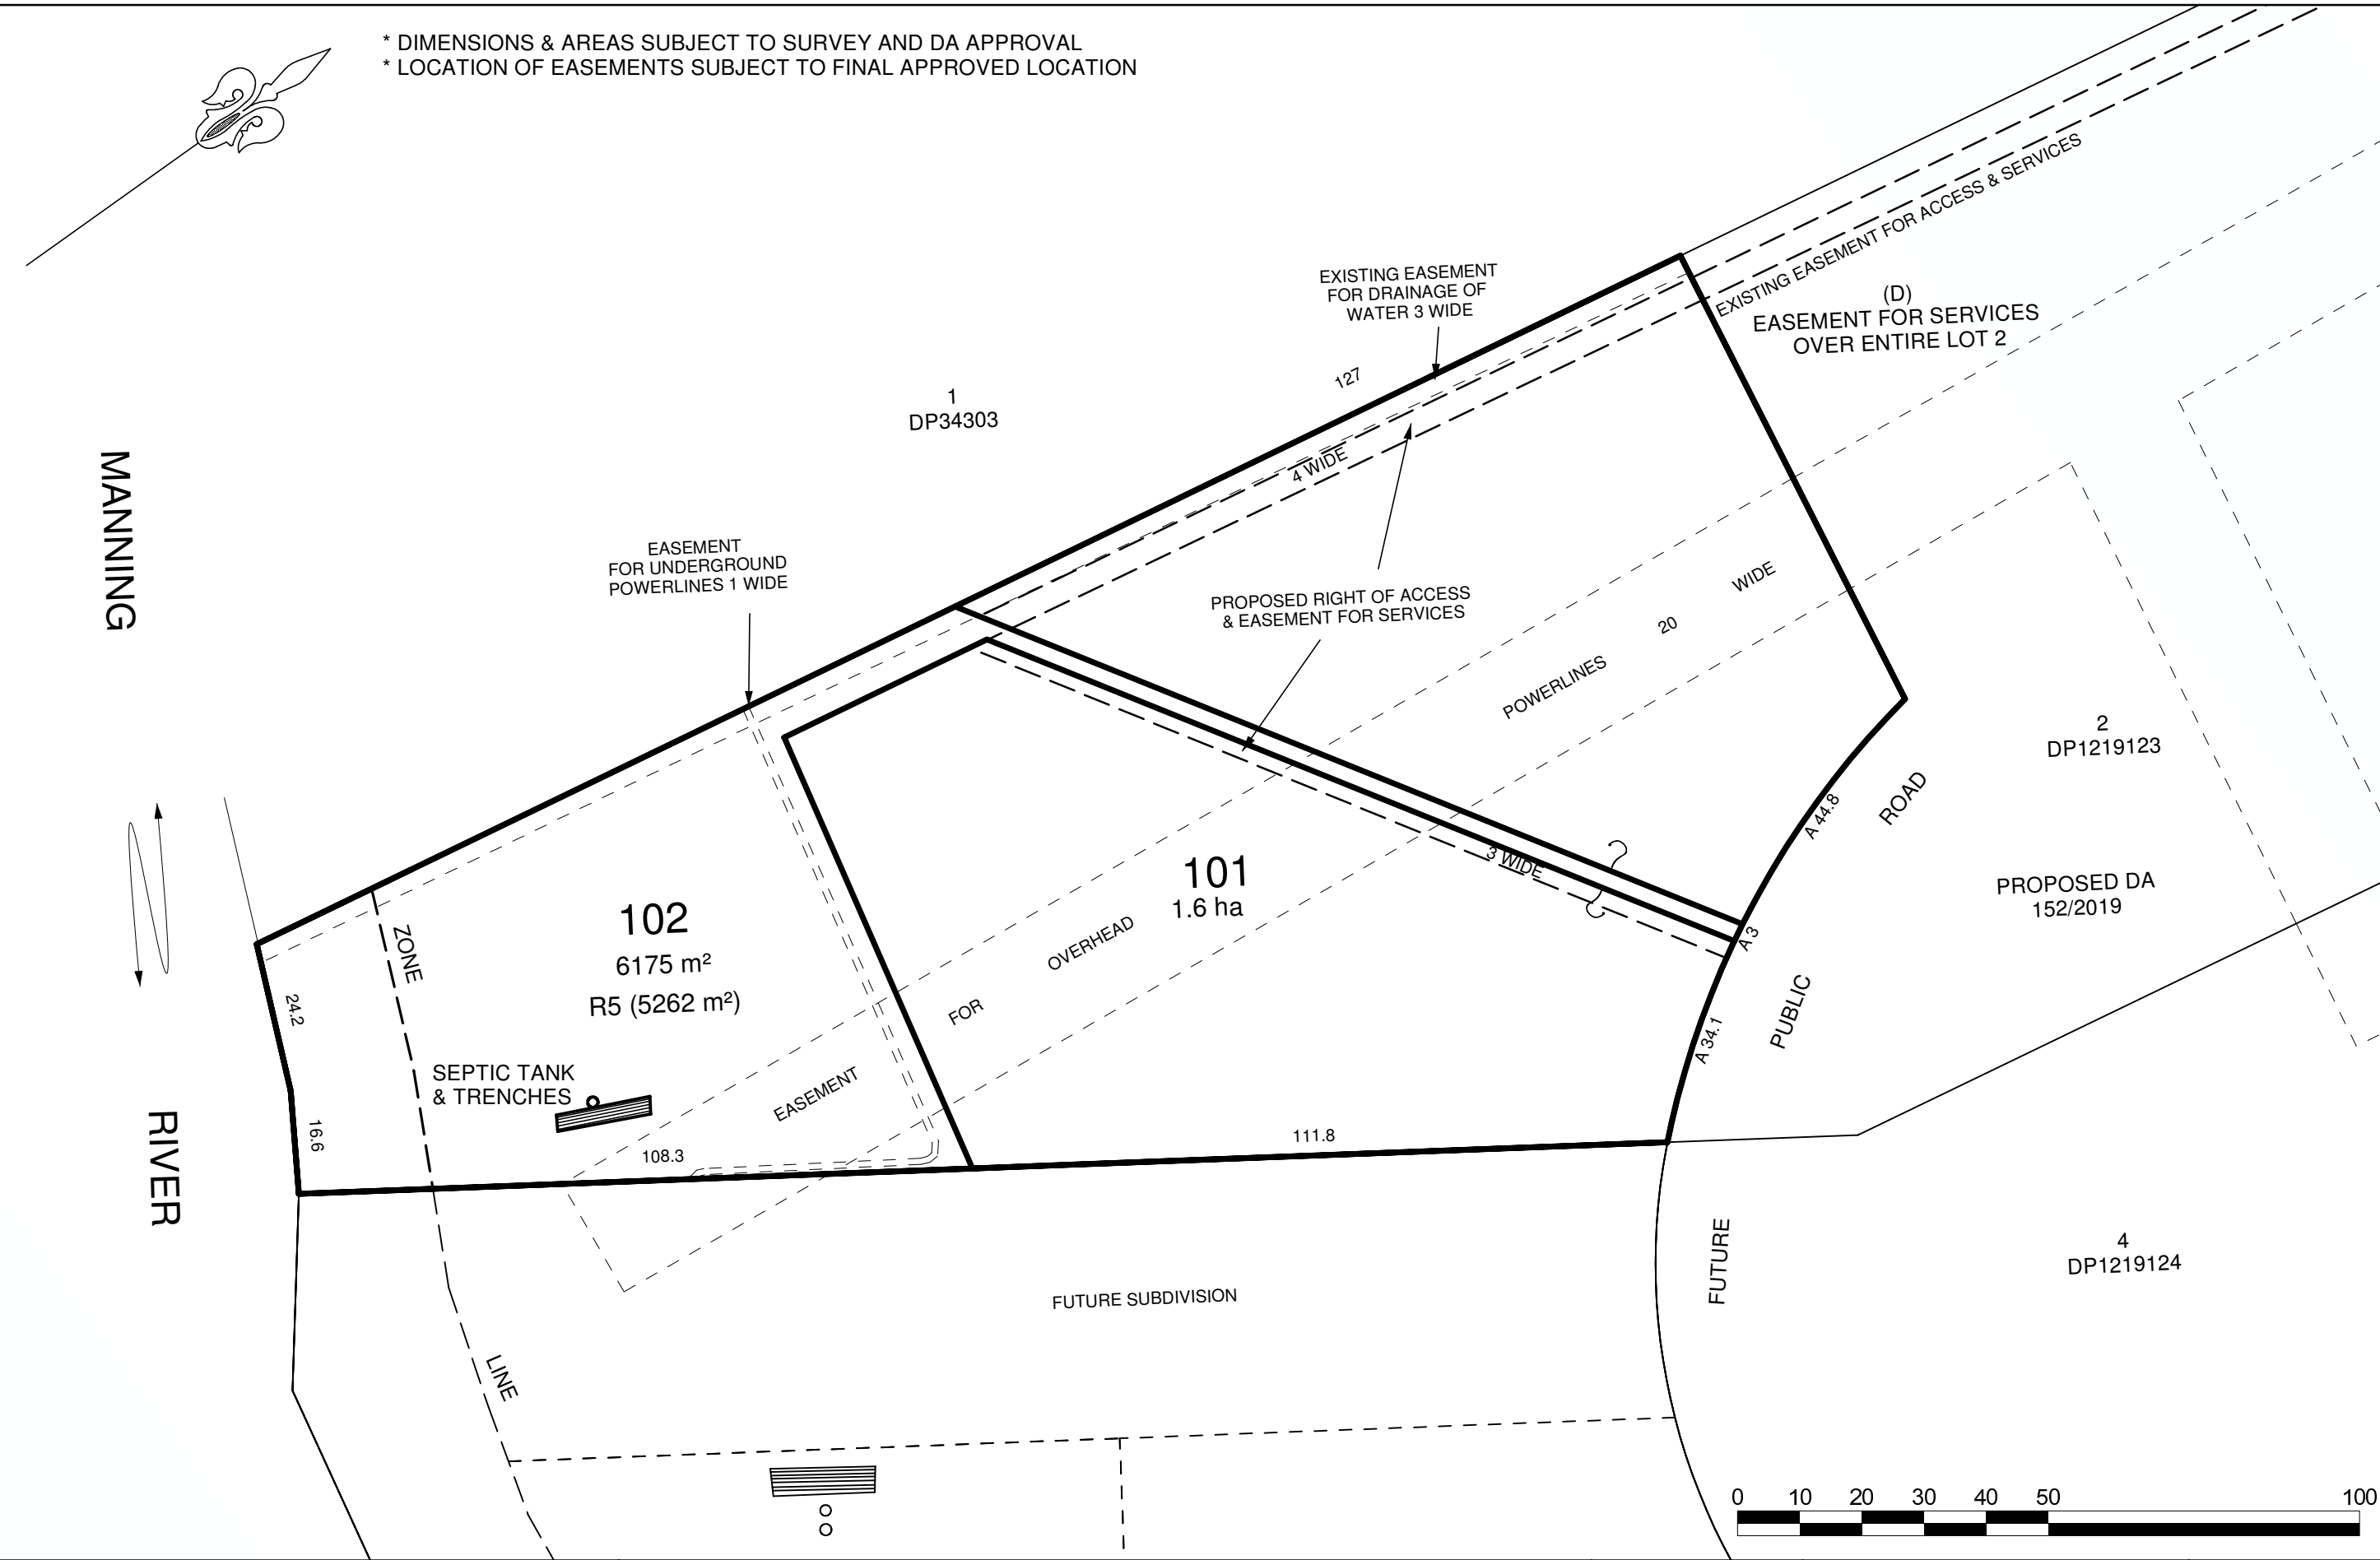 * DIMENSIONS & AREAS SUBJECT TO SURVEY AND DA APPROVAL
* LOCATION OF EASEMENTS SUBJECT TO FINAL APPROVED LOCATION
EXISTING EASEMENT FOR ACCESS & SERVICES
EXISTING EASEMENT
FOR DRAINAGE OF
WATER 3 WIDE
(D)
EASEMENT FOR SERVICES
OVER ENTIRE LOT 2
127
1
DP34303
4 WIDE
MANNING
RIVER
EASEMENT
FOR UNDERGROUND
POWERLINES 1 WIDE
PROPOSED RIGHT OF ACCESS
& EASEMENT FOR SERVICES
EASEMENT FOR OVERHEAD POWERLINES 20 WIDE
2
DP1219123
A 44.8
3 WIDE
101
1.6 ha
PROPOSED DA
152/2019
A 3
102
6175 m²
R5 (5262 m²)
ZONE
LINE
24.2
A 34.1
FUTURE PUBLIC ROAD
SEPTIC TANK
& TRENCHES
16.6
108.3
111.8
4
DP1219124
FUTURE SUBDIVISION
0 10 20 30 40 50 100